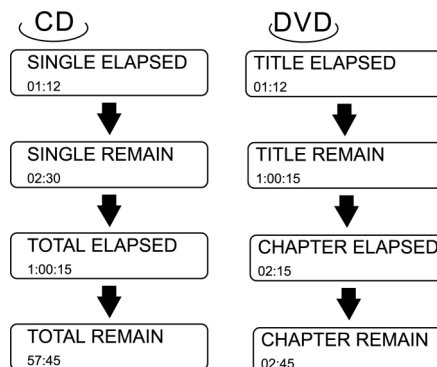 CD
SINGLE ELAPSED
01:12
SINGLE REMAIN
02:30
TOTAL ELAPSED
1:00:15
TOTAL REMAIN
57:45
DVD
TITLE ELAPSED
01:12
TITLE REMAIN
1:00:15
CHAPTER ELAPSED
02:15
CHAPTER REMAIN
02:45